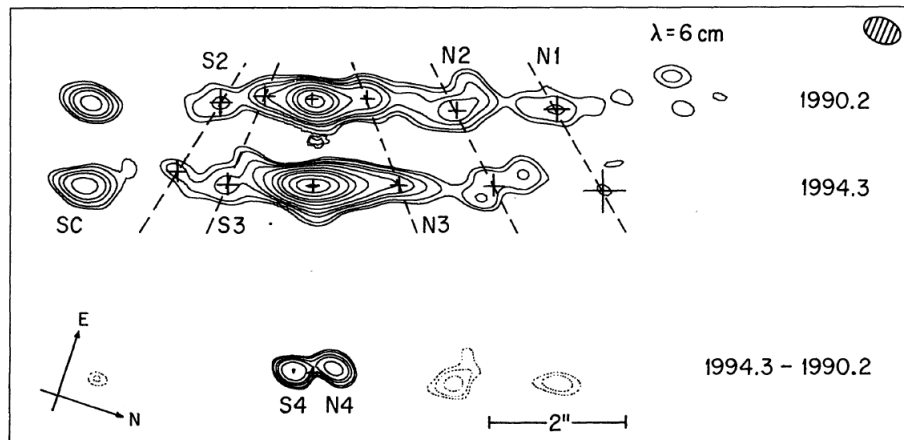 λ = 6 cm
S2 N2 N1
1990.2
1994.3
SC S3 N3
E
N
1994.3 - 1990.2
S4 N4
2"